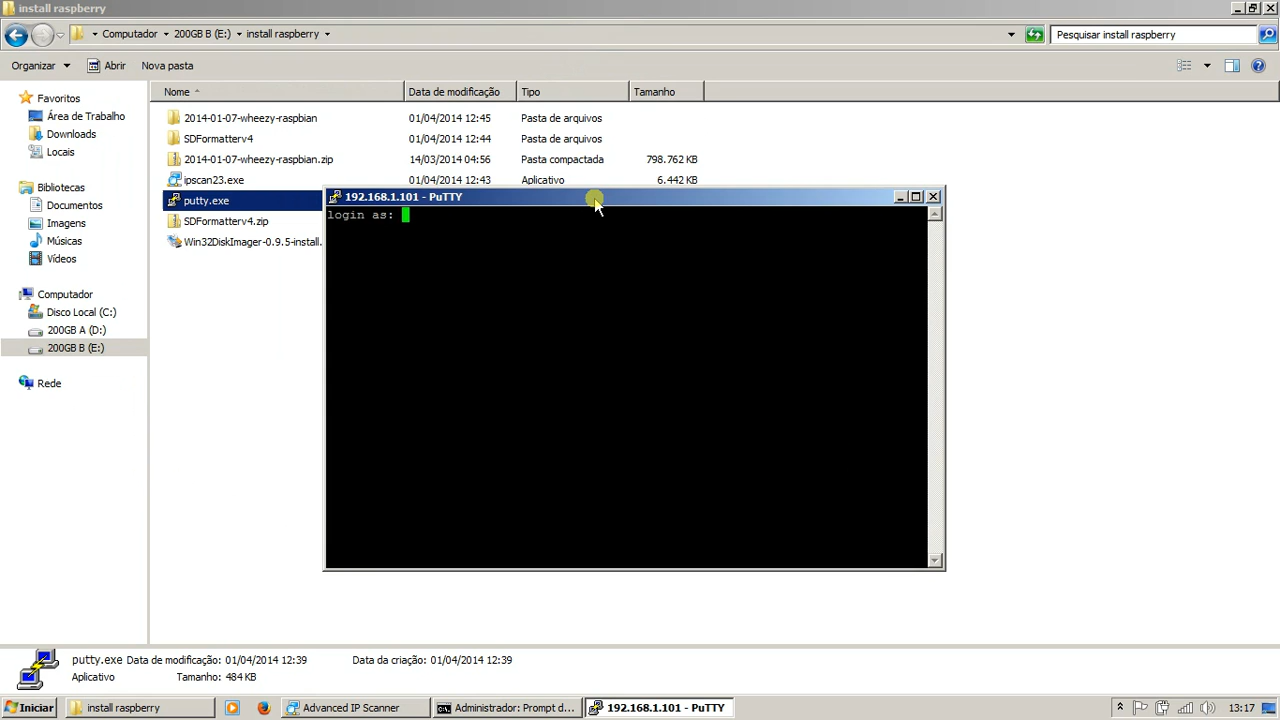 install raspberry
Computador 200GB B (E:) install raspberry
Pesquisar install raspberry
Organizar Abrir Nova pasta
Nome Data de modificação Tipo Tamanho
Favoritos
Área de Trabalho
Downloads
Locais
Bibliotecas
Documentos
Imagens
Músicas
Vídeos
Computador
Disco Local (C:)
200GB A (D:)
200GB B (E:)
Rede
2014-01-07-wheezy-raspbian 01/04/2014 12:45 Pasta de arquivos
SDFormatterv4 01/04/2014 12:44 Pasta de arquivos
2014-01-07-wheezy-raspbian.zip 14/03/2014 04:56 Pasta compactada 798.762 KB
ipscan23.exe 01/04/2014 12:43 Aplicativo 6.442 KB
putty.exe
SDFormatterv4.zip
Win32DiskImager-0.9.5-install.
192.168.1.101 - PuTTY
login as:
putty.exe Data de modificação: 01/04/2014 12:39 Data da criação: 01/04/2014 12:39
Aplicativo Tamanho: 484 KB
Iniciar install raspberry Advanced IP Scanner Administrador: Prompt d... 192.168.1.101 - PuTTY 13:17